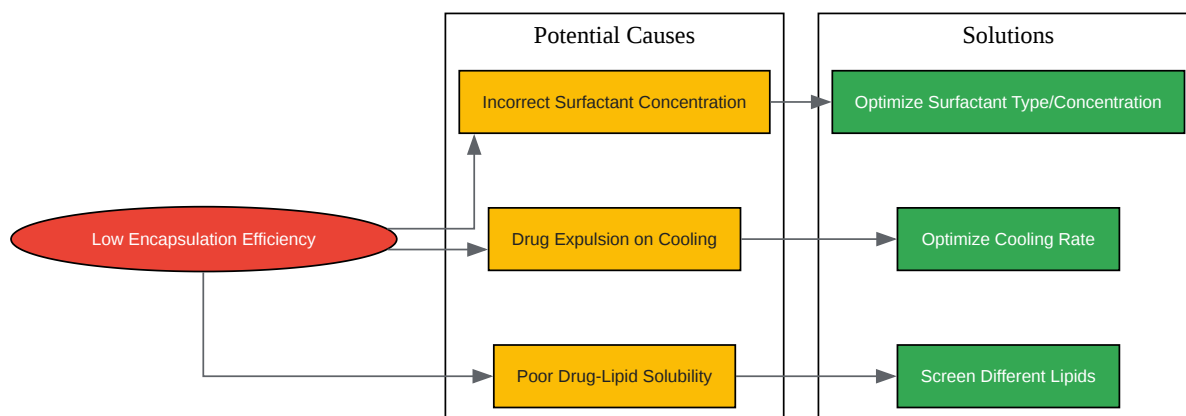 Potential Causes
Solutions
Incorrect Surfactant Concentration
Optimize Surfactant Type/Concentration
Low Encapsulation Efficiency
Drug Expulsion on Cooling
Optimize Cooling Rate
Poor Drug-Lipid Solubility
Screen Different Lipids